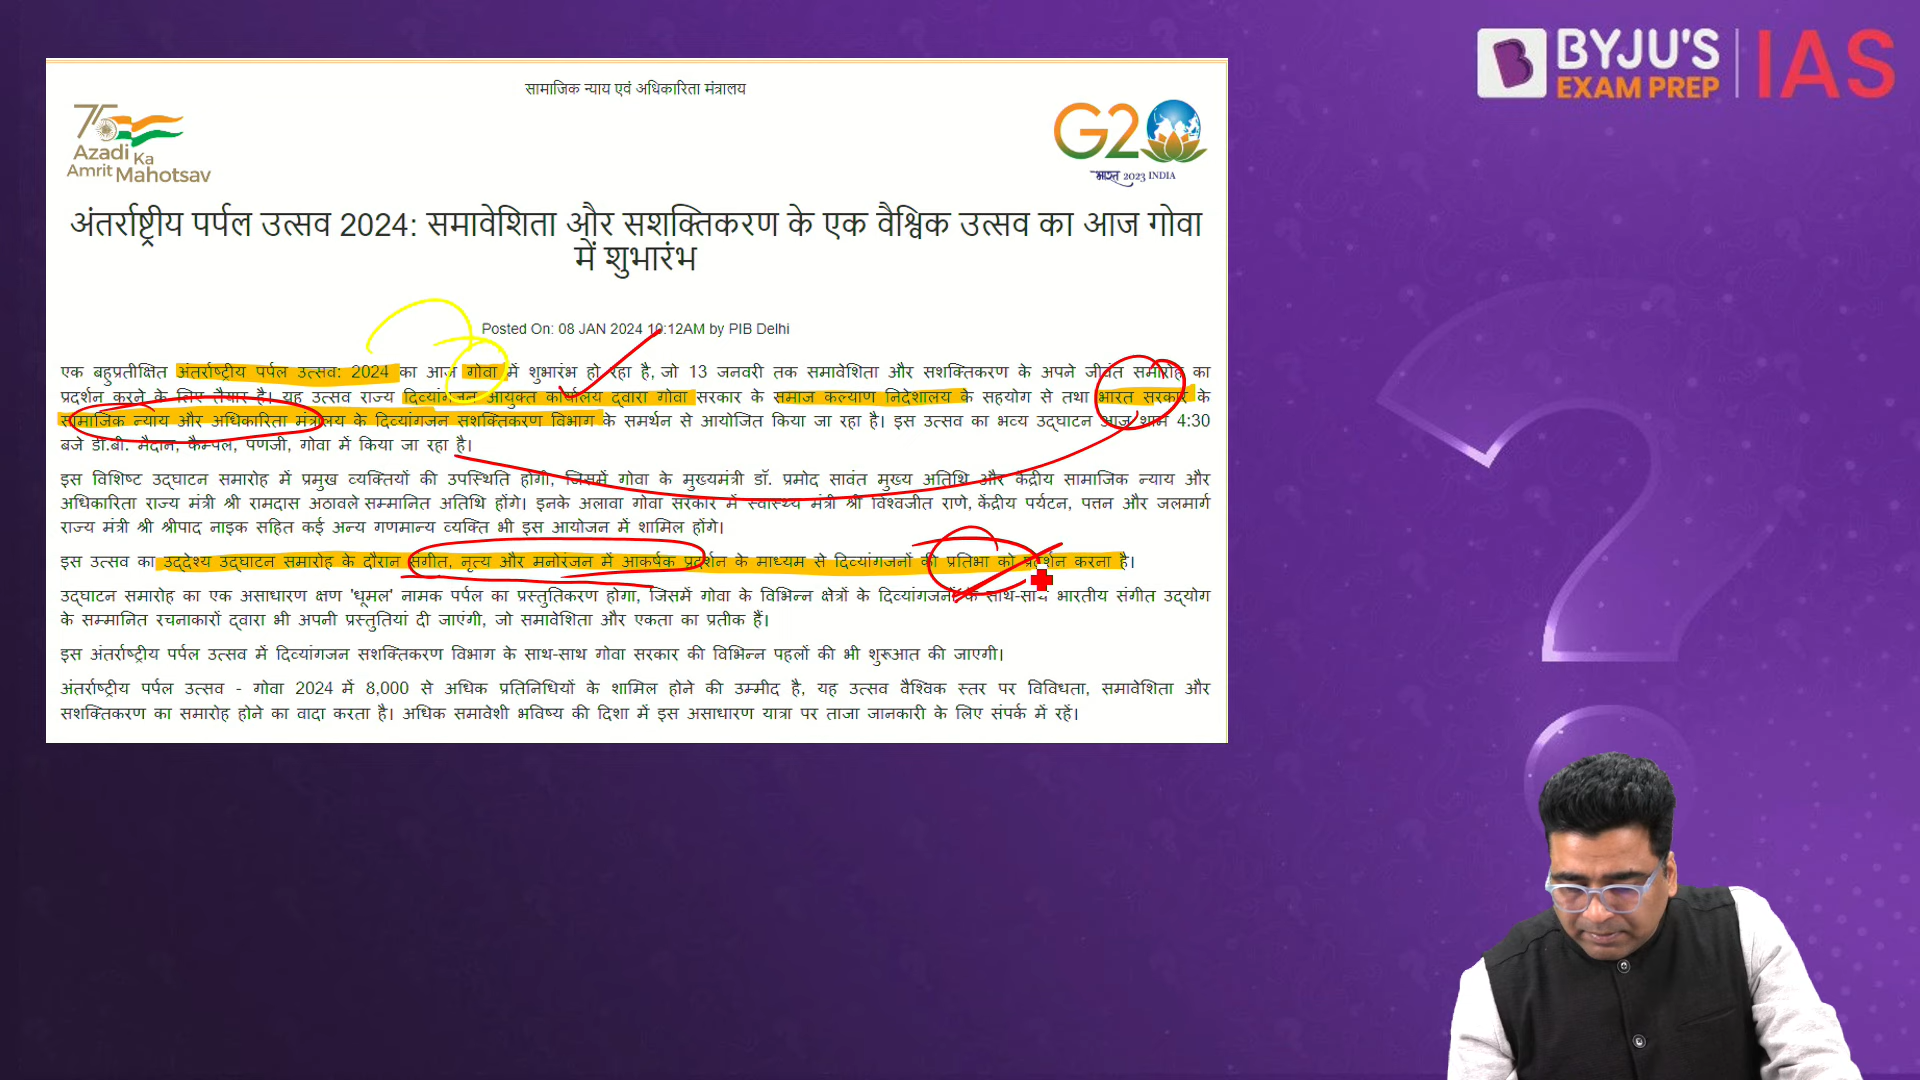 BYJU'S
EXAM PREP
IAS
सामाजिक न्याय एवं अधिकारिता मंत्रालय
75
Azadi Ka
Amrit Mahotsav
G20
भारत 2023 INDIA
अंतर्राष्ट्रीय पर्पल उत्सव 2024: समावेशिता और सशक्तिकरण के एक वैश्विक उत्सव का आज गोवा
में शुभारंभ
Posted On: 08 JAN 2024 10:12AM by PIB Delhi
एक बहुप्रतीक्षित अंतर्राष्ट्रीय पर्पल उत्सव: 2024 का आज गोवा में शुभारंभ हो रहा है, जो 13 जनवरी तक समावेशिता और सशक्तिकरण के अपने जीवंत समारोह का
प्रदर्शन करने के लिए तैयार है। यह उत्सव राज्य दिव्यांगजन आयुक्त कार्यालय द्वारा गोवा सरकार के समाज कल्याण निदेशालय के सहयोग से तथा भारत सरकार के
सामाजिक न्याय और अधिकारिता मंत्रालय के दिव्यांगजन सशक्तिकरण विभाग के समर्थन से आयोजित किया जा रहा है। इस उत्सव का भव्य उद्घाटन आज शाम 4:30
बजे डी.बी. मैदान, कैम्पल, पणजी, गोवा में किया जा रहा है।
इस विशिष्ट उद्घाटन समारोह में प्रमुख व्यक्तियों की उपस्थिति होगी, जिसमें गोवा के मुख्यमंत्री डॉ. प्रमोद सावंत मुख्य अतिथि और केंद्रीय सामाजिक न्याय और
अधिकारिता राज्य मंत्री श्री रामदास अठावले सम्मानित अतिथि होंगे। इनके अलावा गोवा सरकार में स्वास्थ्य मंत्री श्री विश्वजीत राणे, केंद्रीय पर्यटन, पत्तन और जलमार्ग
राज्य मंत्री श्री श्रीपाद नाइक सहित कई अन्य गणमान्य व्यक्ति भी इस आयोजन में शामिल होंगे।
इस उत्सव का उद्देश्य उद्घाटन समारोह के दौरान संगीत, नृत्य और मनोरंजन में आकर्षक प्रदर्शन के माध्यम से दिव्यांगजनों की प्रतिभा को प्रदर्शन करना है।
उद्घाटन समारोह का एक असाधारण क्षण 'धूमल' नामक पर्पल का प्रस्तुतिकरण होगा, जिसमें गोवा के विभिन्न क्षेत्रों के दिव्यांगजनों के साथ-साथ भारतीय संगीत उद्योग
के सम्मानित रचनाकारों द्वारा भी अपनी प्रस्तुतियां दी जाएंगी, जो समावेशिता और एकता का प्रतीक हैं।
इस अंतर्राष्ट्रीय पर्पल उत्सव में दिव्यांगजन सशक्तिकरण विभाग के साथ-साथ गोवा सरकार की विभिन्न पहलों की भी शुरूआत की जाएगी।
अंतर्राष्ट्रीय पर्पल उत्सव - गोवा 2024 में 8,000 से अधिक प्रतिनिधियों के शामिल होने की उम्मीद है, यह उत्सव वैश्विक स्तर पर विविधता, समावेशिता और
सशक्तिकरण का समारोह होने का वादा करता है। अधिक समावेशी भविष्य की दिशा में इस असाधारण यात्रा पर ताजा जानकारी के लिए संपर्क में रहें।